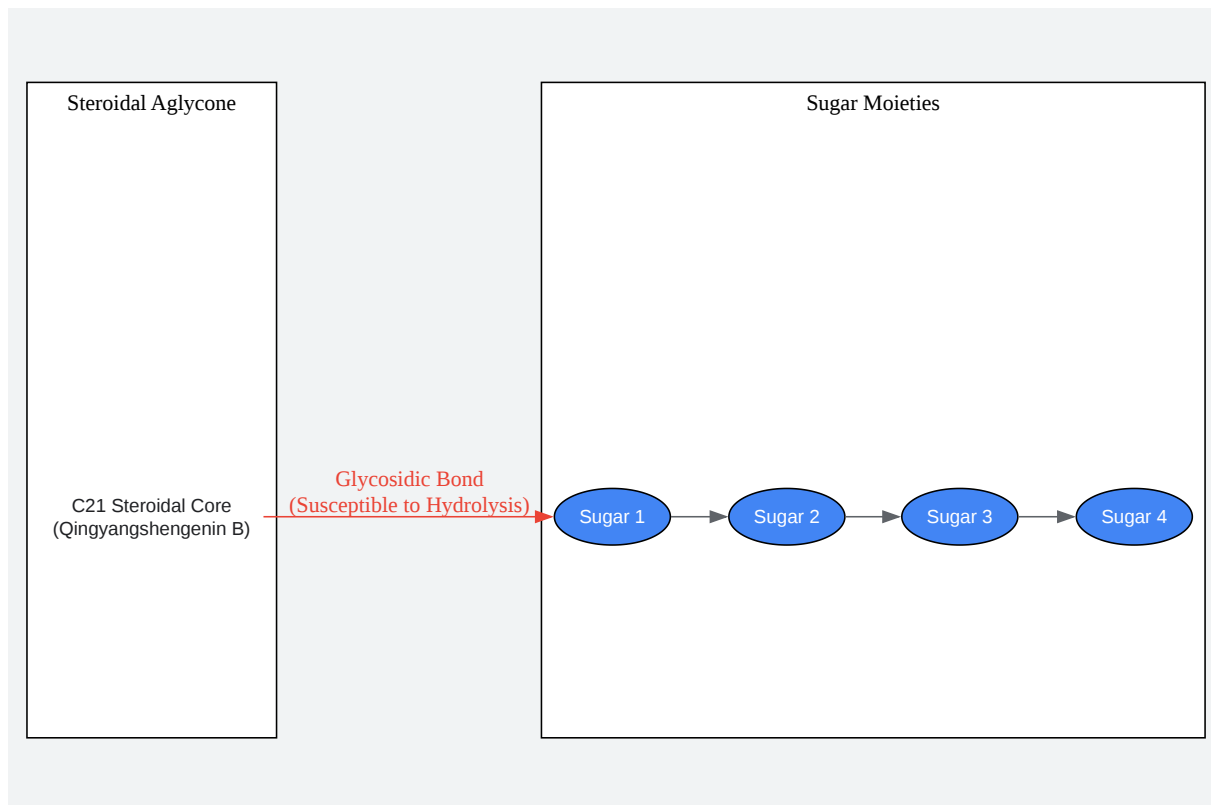 Steroidal Aglycone
Sugar Moieties
Glycosidic Bond
(Susceptible to Hydrolysis)
C21 Steroidal Core
(Qingyangshengenin B)
Sugar 1
Sugar 2
Sugar 3
Sugar 4